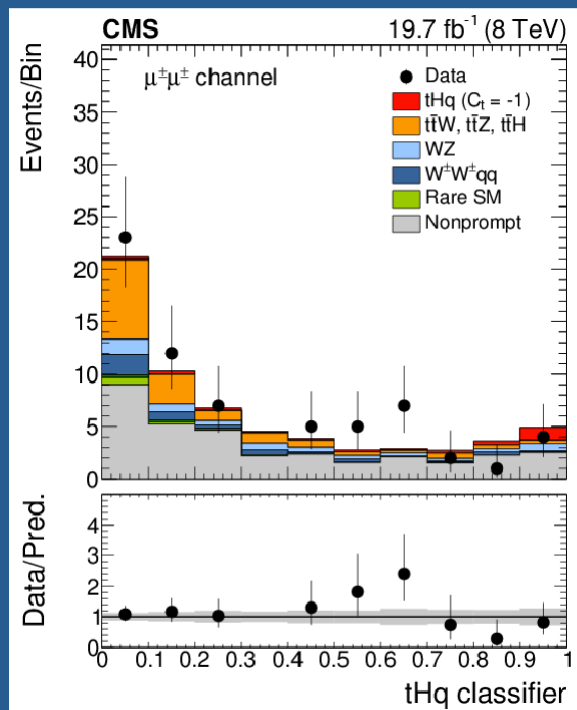 CMS 19.7 fb⁻¹ (8 TeV)
μ±μ± channel
Data
tHq (Cₜ = -1)
tt̄W, tt̄Z, tt̄H
WZ
W±W±qq
Rare SM
Nonprompt
Events/Bin
40
35
30
25
20
15
10
5
0
Data/Pred.
4
3
2
1
0
0 0.1 0.2 0.3 0.4 0.5 0.6 0.7 0.8 0.9 1
tHq classifier